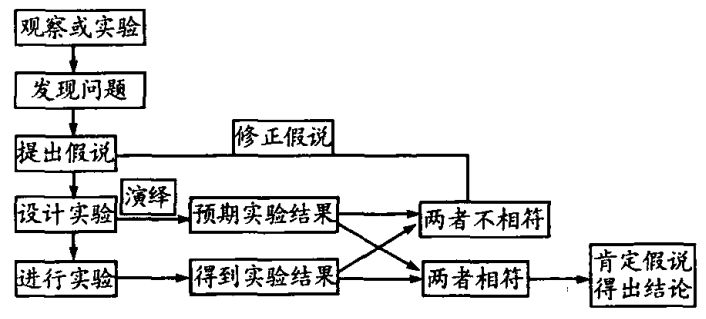 观察或实验
发现问题
修正假说
提出假说
演绎
设计实验
预期实验结果
两者不相符
进行实验
得到实验结果
两者相符
肯定假说
得出结论